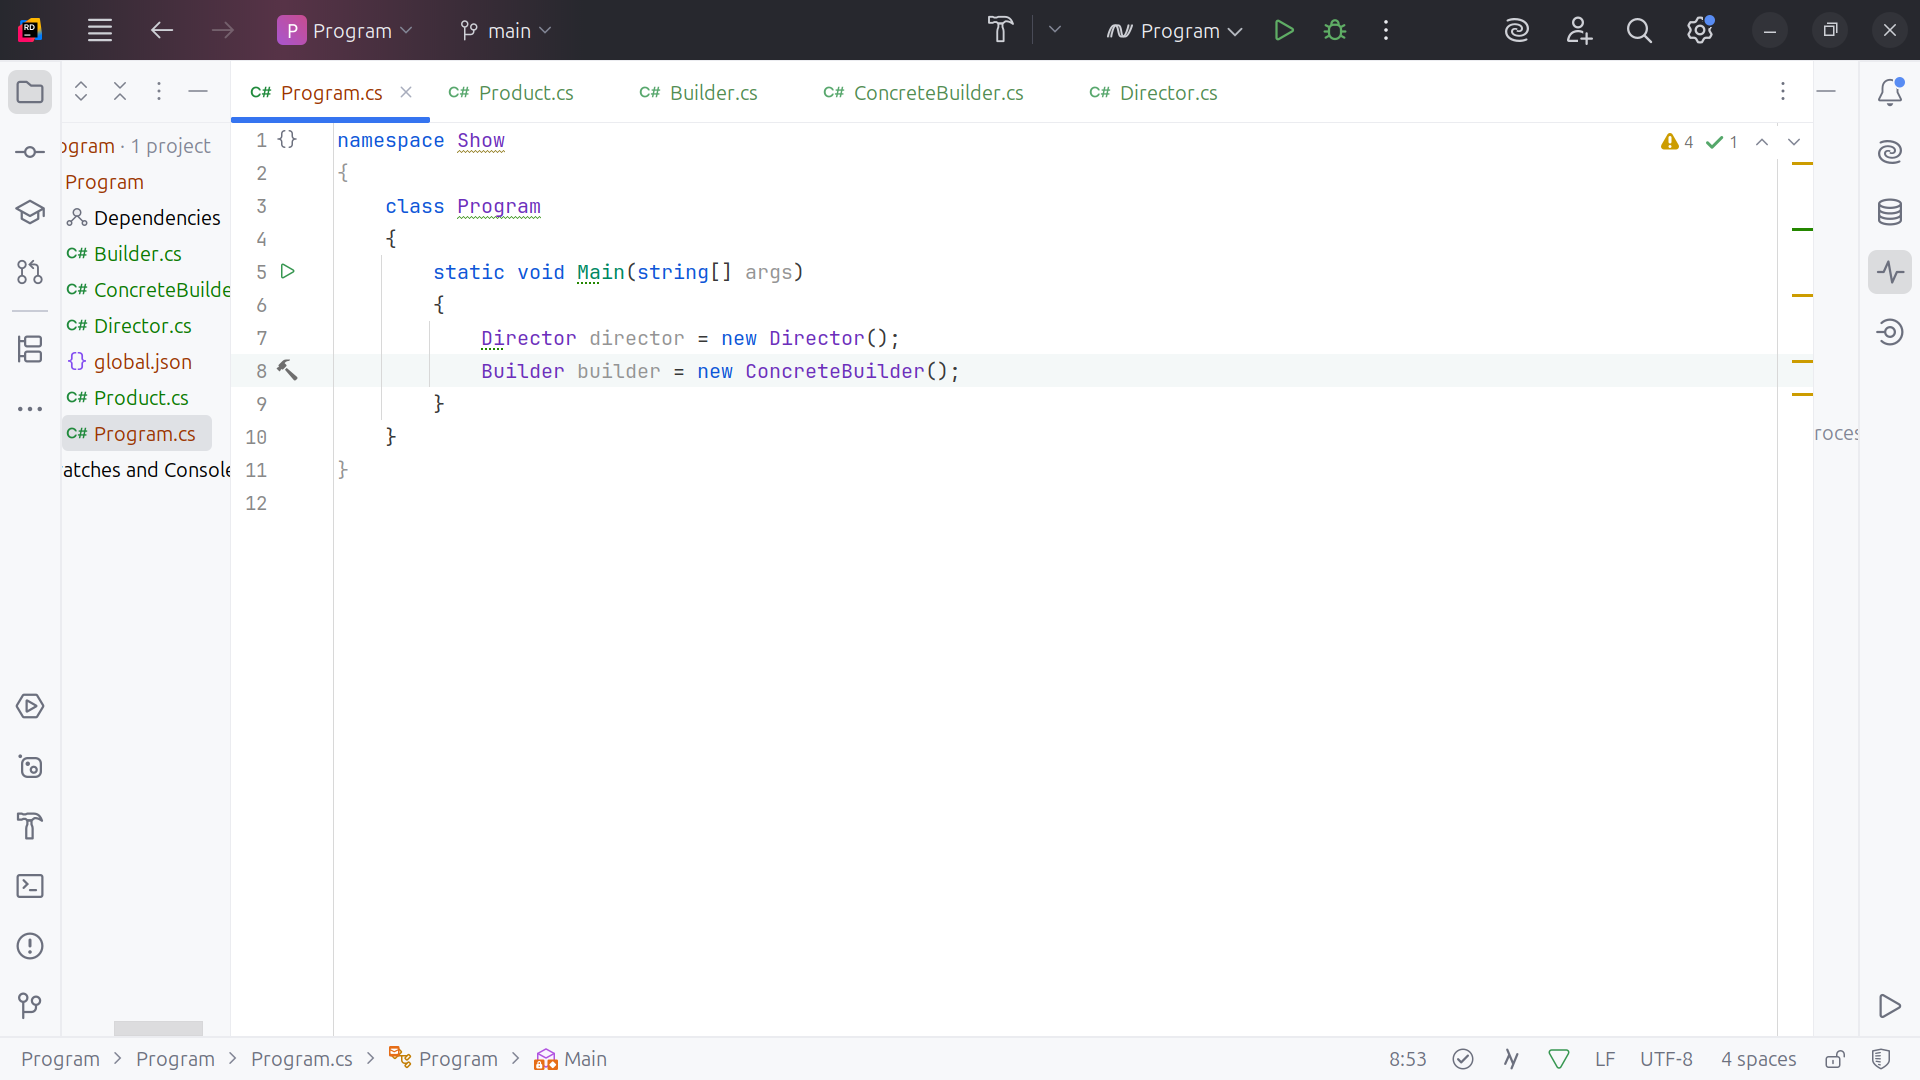 RD
P Program main Program
C# Program.cs C# Product.cs C# Builder.cs C# ConcreteBuilder.cs C# Director.cs
ogram · 1 project
Program
Dependencies
C# Builder.cs
C# ConcreteBuilde
C# Director.cs
{} global.json
C# Product.cs
C# Program.cs
atches and Console
1 {} namespace Show
2 {
3 class Program
4 {
5 static void Main(string[] args)
6 {
7 Director director = new Director();
8 Builder builder = new ConcreteBuilder();
9 }
10 }
11 }
12
4 1
roces
Program > Program > Program.cs > Program > Main 8:53 LF UTF-8 4 spaces